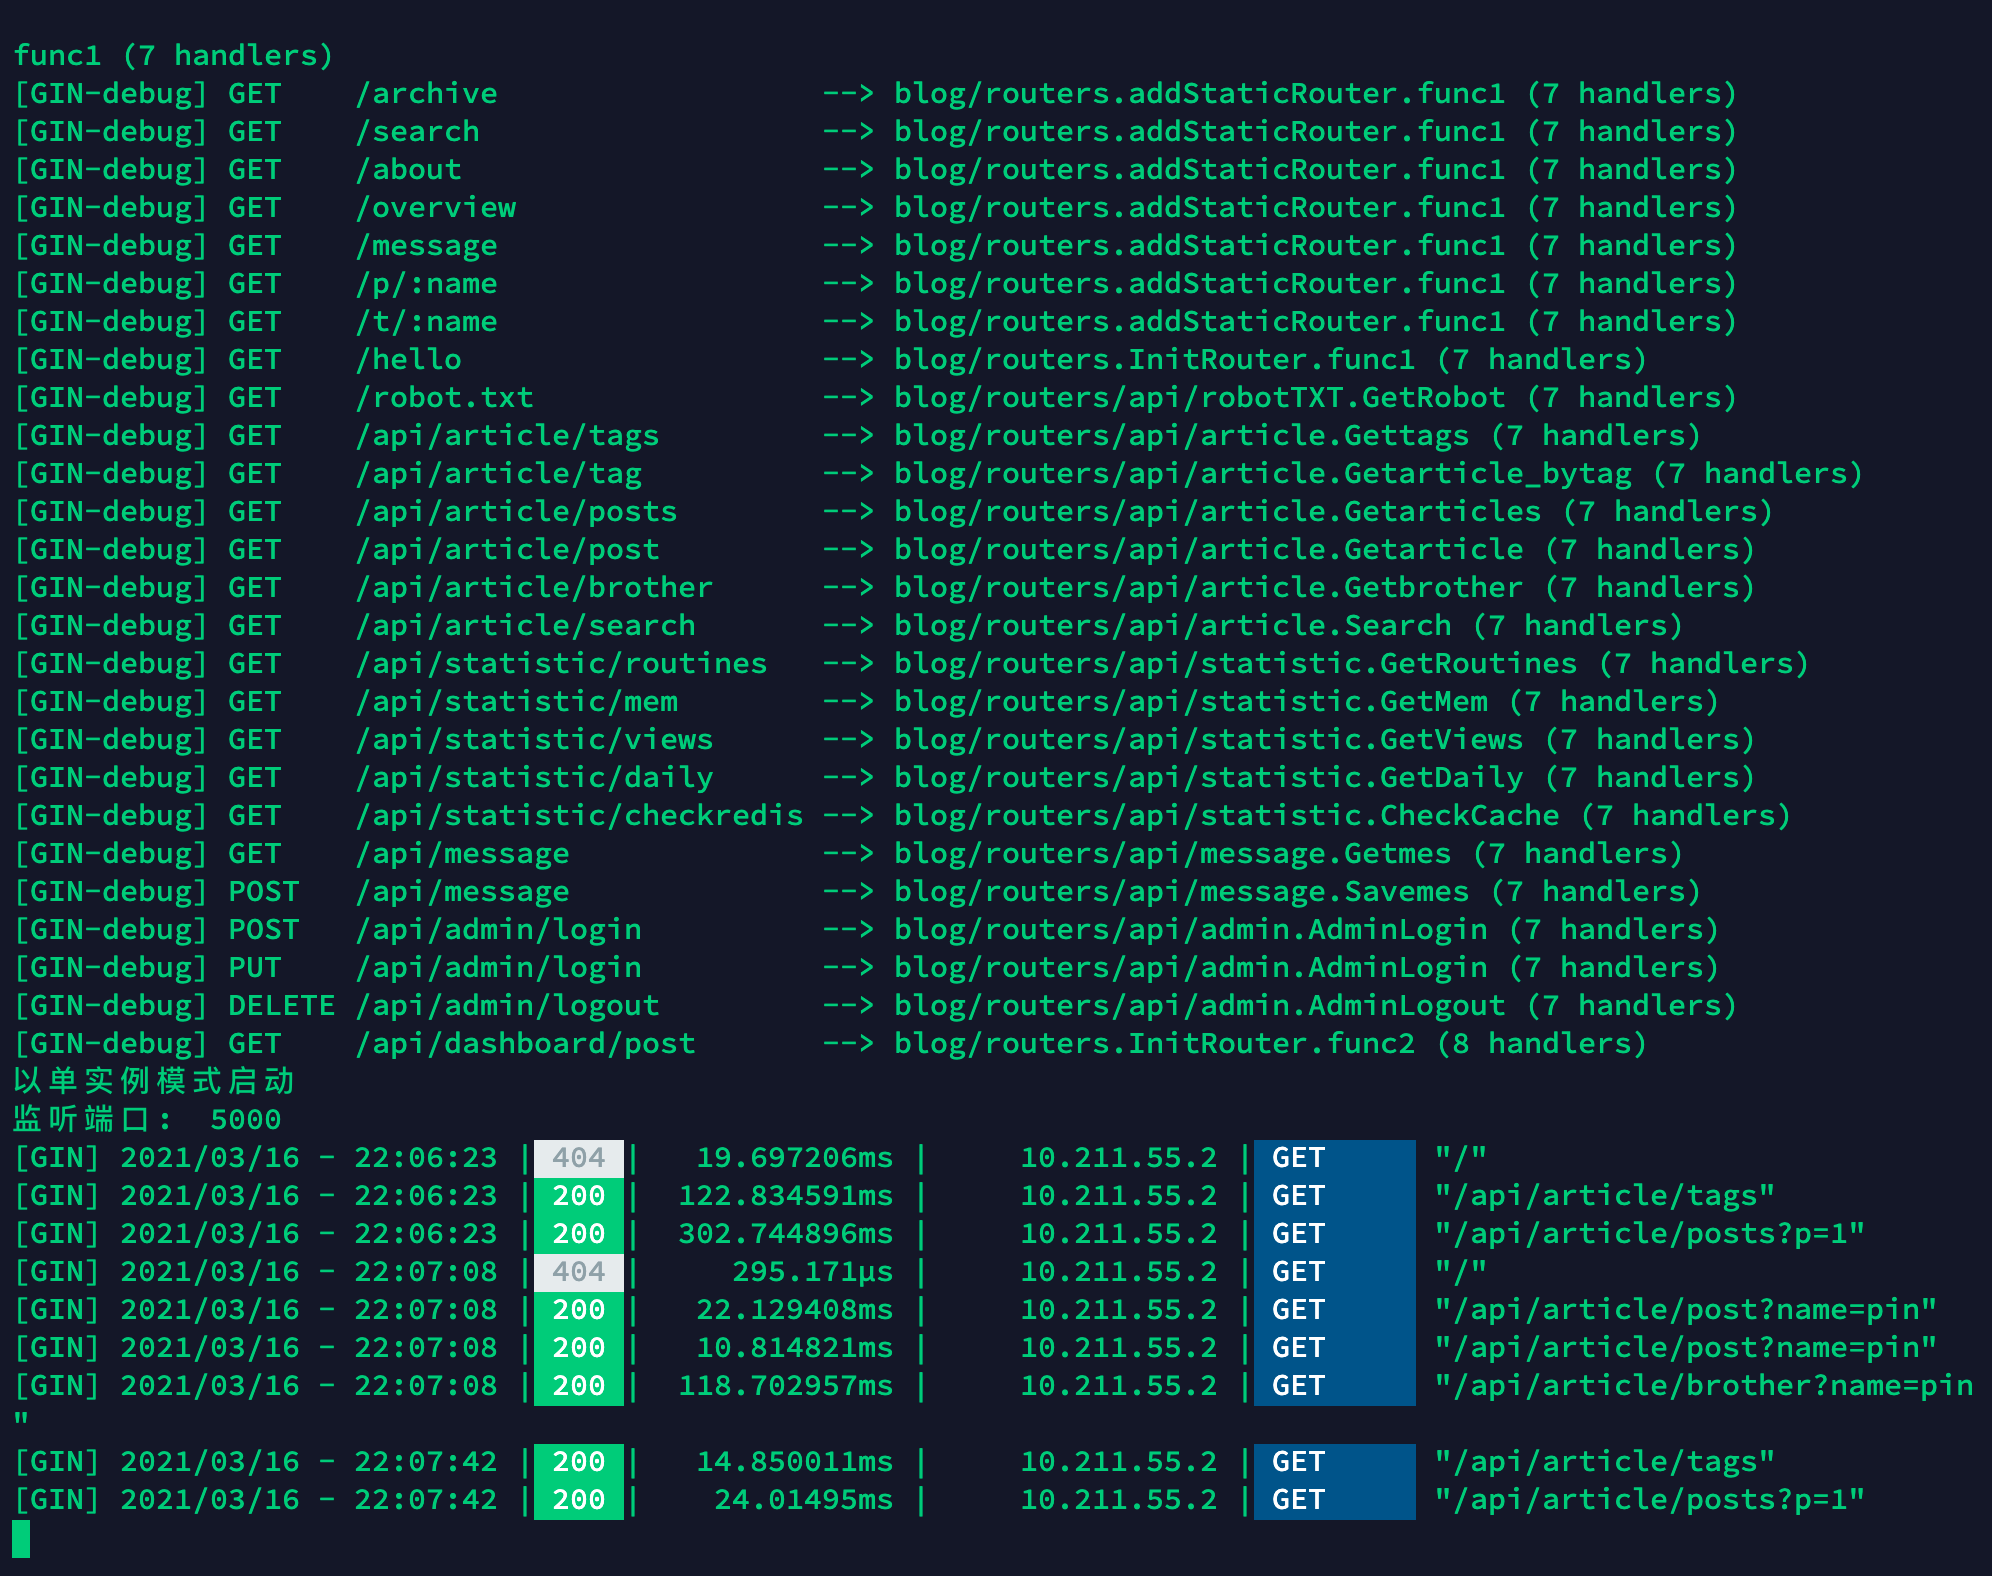 func1 (7 handlers)
[GIN-debug] GET    /archive                  --> blog/routers.addStaticRouter.func1 (7 handlers)
[GIN-debug] GET    /search                   --> blog/routers.addStaticRouter.func1 (7 handlers)
[GIN-debug] GET    /about                    --> blog/routers.addStaticRouter.func1 (7 handlers)
[GIN-debug] GET    /overview                 --> blog/routers.addStaticRouter.func1 (7 handlers)
[GIN-debug] GET    /message                  --> blog/routers.addStaticRouter.func1 (7 handlers)
[GIN-debug] GET    /p/:name                  --> blog/routers.addStaticRouter.func1 (7 handlers)
[GIN-debug] GET    /t/:name                  --> blog/routers.addStaticRouter.func1 (7 handlers)
[GIN-debug] GET    /hello                    --> blog/routers.InitRouter.func1 (7 handlers)
[GIN-debug] GET    /robot.txt                --> blog/routers/api/robotTXT.GetRobot (7 handlers)
[GIN-debug] GET    /api/article/tags         --> blog/routers/api/article.Gettags (7 handlers)
[GIN-debug] GET    /api/article/tag          --> blog/routers/api/article.Getarticle_bytag (7 handlers)
[GIN-debug] GET    /api/article/posts        --> blog/routers/api/article.Getarticles (7 handlers)
[GIN-debug] GET    /api/article/post         --> blog/routers/api/article.Getarticle (7 handlers)
[GIN-debug] GET    /api/article/brother      --> blog/routers/api/article.Getbrother (7 handlers)
[GIN-debug] GET    /api/article/search       --> blog/routers/api/article.Search (7 handlers)
[GIN-debug] GET    /api/statistic/routines   --> blog/routers/api/statistic.GetRoutines (7 handlers)
[GIN-debug] GET    /api/statistic/mem        --> blog/routers/api/statistic.GetMem (7 handlers)
[GIN-debug] GET    /api/statistic/views      --> blog/routers/api/statistic.GetViews (7 handlers)
[GIN-debug] GET    /api/statistic/daily      --> blog/routers/api/statistic.GetDaily (7 handlers)
[GIN-debug] GET    /api/statistic/checkredis --> blog/routers/api/statistic.CheckCache (7 handlers)
[GIN-debug] GET    /api/message              --> blog/routers/api/message.Getmes (7 handlers)
[GIN-debug] POST   /api/message              --> blog/routers/api/message.Savemes (7 handlers)
[GIN-debug] POST   /api/admin/login          --> blog/routers/api/admin.AdminLogin (7 handlers)
[GIN-debug] PUT    /api/admin/login          --> blog/routers/api/admin.AdminLogin (7 handlers)
[GIN-debug] DELETE /api/admin/logout         --> blog/routers/api/admin.AdminLogout (7 handlers)
[GIN-debug] GET    /api/dashboard/post       --> blog/routers.InitRouter.func2 (8 handlers)
以单实例模式启动
监听端口: 5000
[GIN] 2021/03/16 - 22:06:23 | 404 |   19.697206ms |     10.211.55.2 | GET      "/"
[GIN] 2021/03/16 - 22:06:23 | 200 |  122.834591ms |     10.211.55.2 | GET      "/api/article/tags"
[GIN] 2021/03/16 - 22:06:23 | 200 |  302.744896ms |     10.211.55.2 | GET      "/api/article/posts?p=1"
[GIN] 2021/03/16 - 22:07:08 | 404 |     295.171µs |     10.211.55.2 | GET      "/"
[GIN] 2021/03/16 - 22:07:08 | 200 |   22.129408ms |     10.211.55.2 | GET      "/api/article/post?name=pin"
[GIN] 2021/03/16 - 22:07:08 | 200 |   10.814821ms |     10.211.55.2 | GET      "/api/article/post?name=pin"
[GIN] 2021/03/16 - 22:07:08 | 200 |  118.702957ms |     10.211.55.2 | GET      "/api/article/brother?name=pin
"
[GIN] 2021/03/16 - 22:07:42 | 200 |   14.850011ms |     10.211.55.2 | GET      "/api/article/tags"
[GIN] 2021/03/16 - 22:07:42 | 200 |    24.01495ms |     10.211.55.2 | GET      "/api/article/posts?p=1"